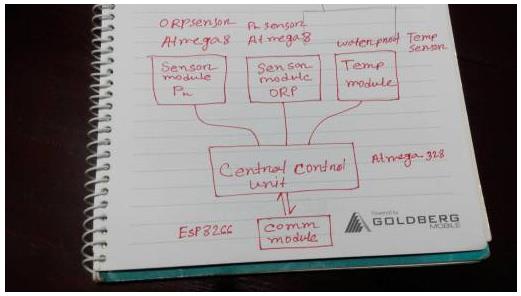 ORPsensor
Atmega8
PH sensor
Atmega8
waterproof Temp
sensor
Sensor
module
PH
Sensor
module
ORP
Temp
module
Central Control
unit
Atmega 328
ESP8266
Comm
module
Powered by
GOLDBERG
MOBILE